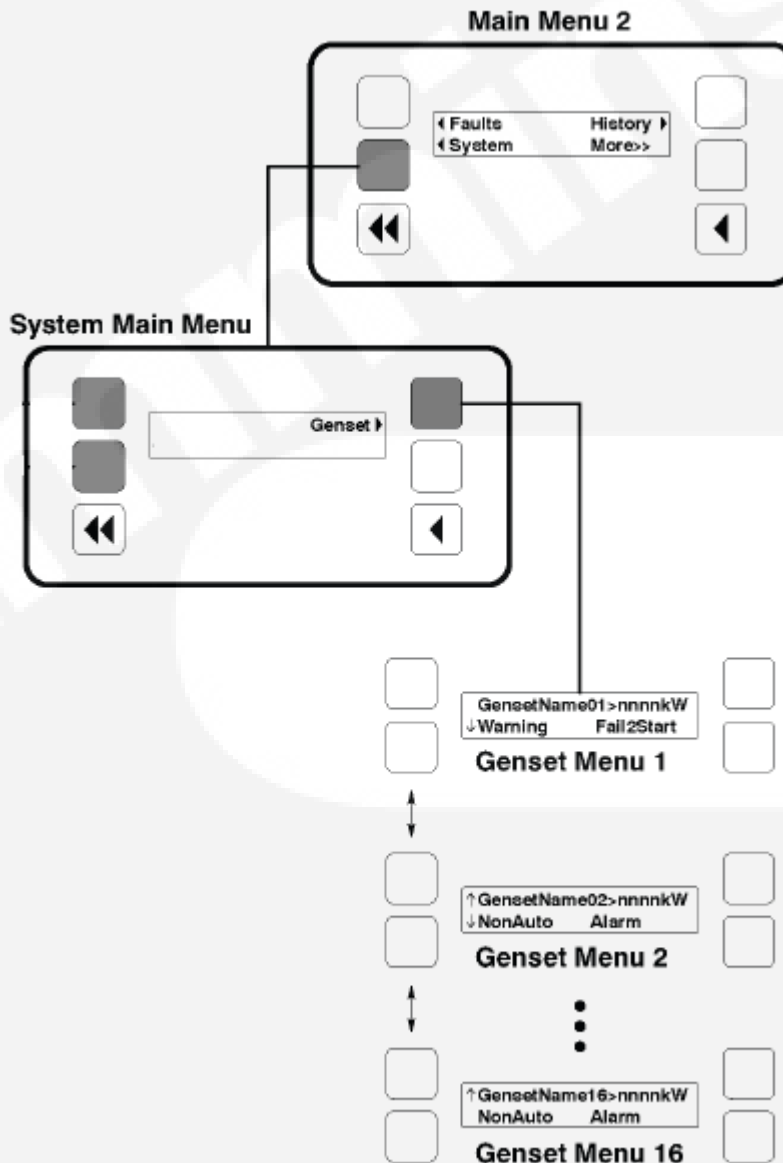 Main Menu 2
◀ Faults History ▶
◀ System More>>
System Main Menu
Genset ▶
GensetName01>nnnnkW
↓Warning Fail2Start
Genset Menu 1
↑GensetName02>nnnnkW
↓NonAuto Alarm
Genset Menu 2
↑GensetName16>nnnnkW
NonAuto Alarm
Genset Menu 16